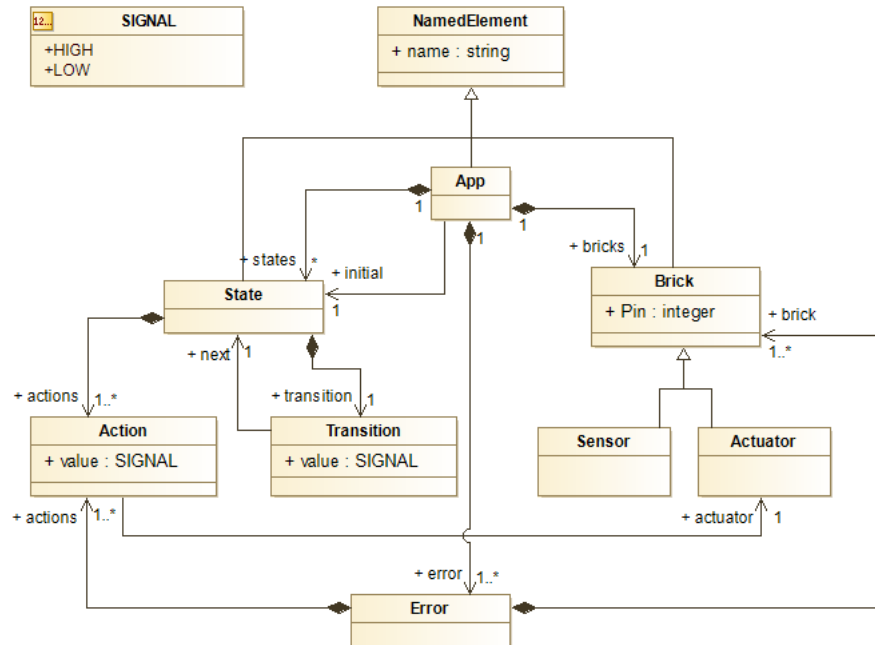 12...
SIGNAL
+HIGH
+LOW
NamedElement
+ name : string
App
1
1
1
+ states
*
+ initial
1
+ bricks
1
State
Brick
+ Pin : integer
+ brick
1..*
+ next
1
+ actions
1..*
+ transition
1
Action
+ value : SIGNAL
Transition
+ value : SIGNAL
Sensor
Actuator
+ actions
1..*
+ actuator
1
+ error
1..*
Error